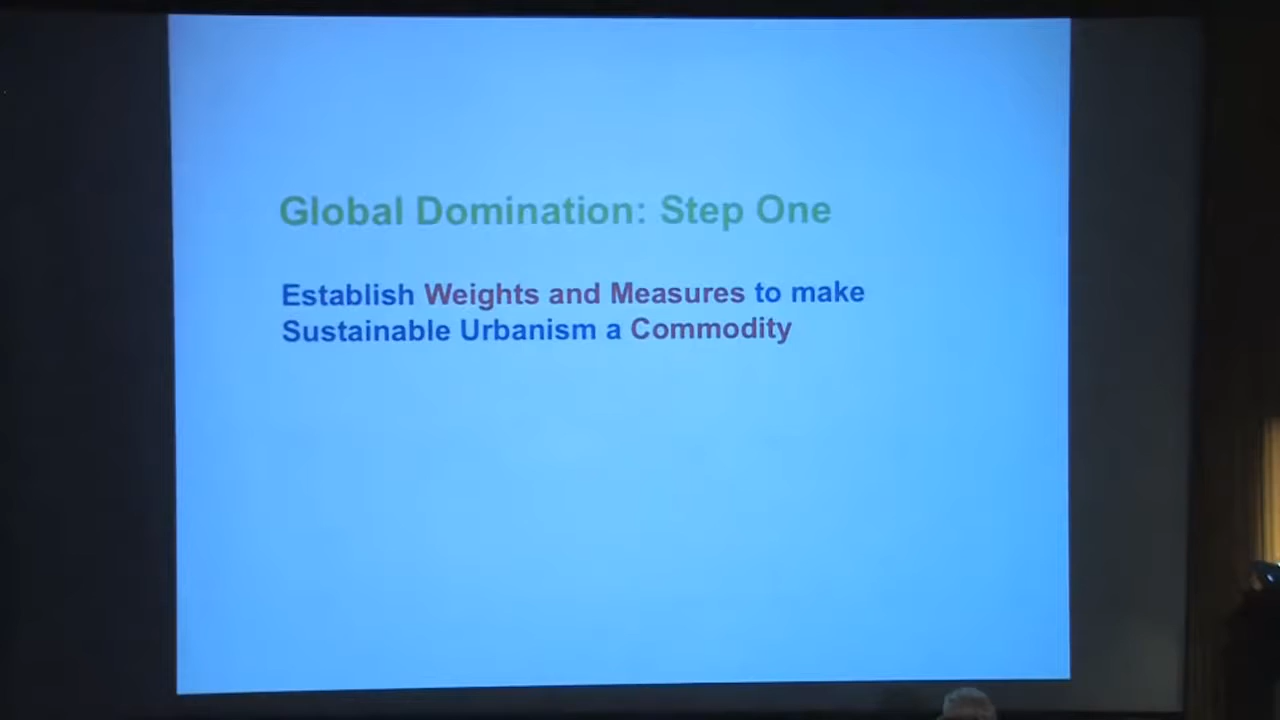 Global Domination: Step One
Establish Weights and Measures to make
Sustainable Urbanism a Commodity